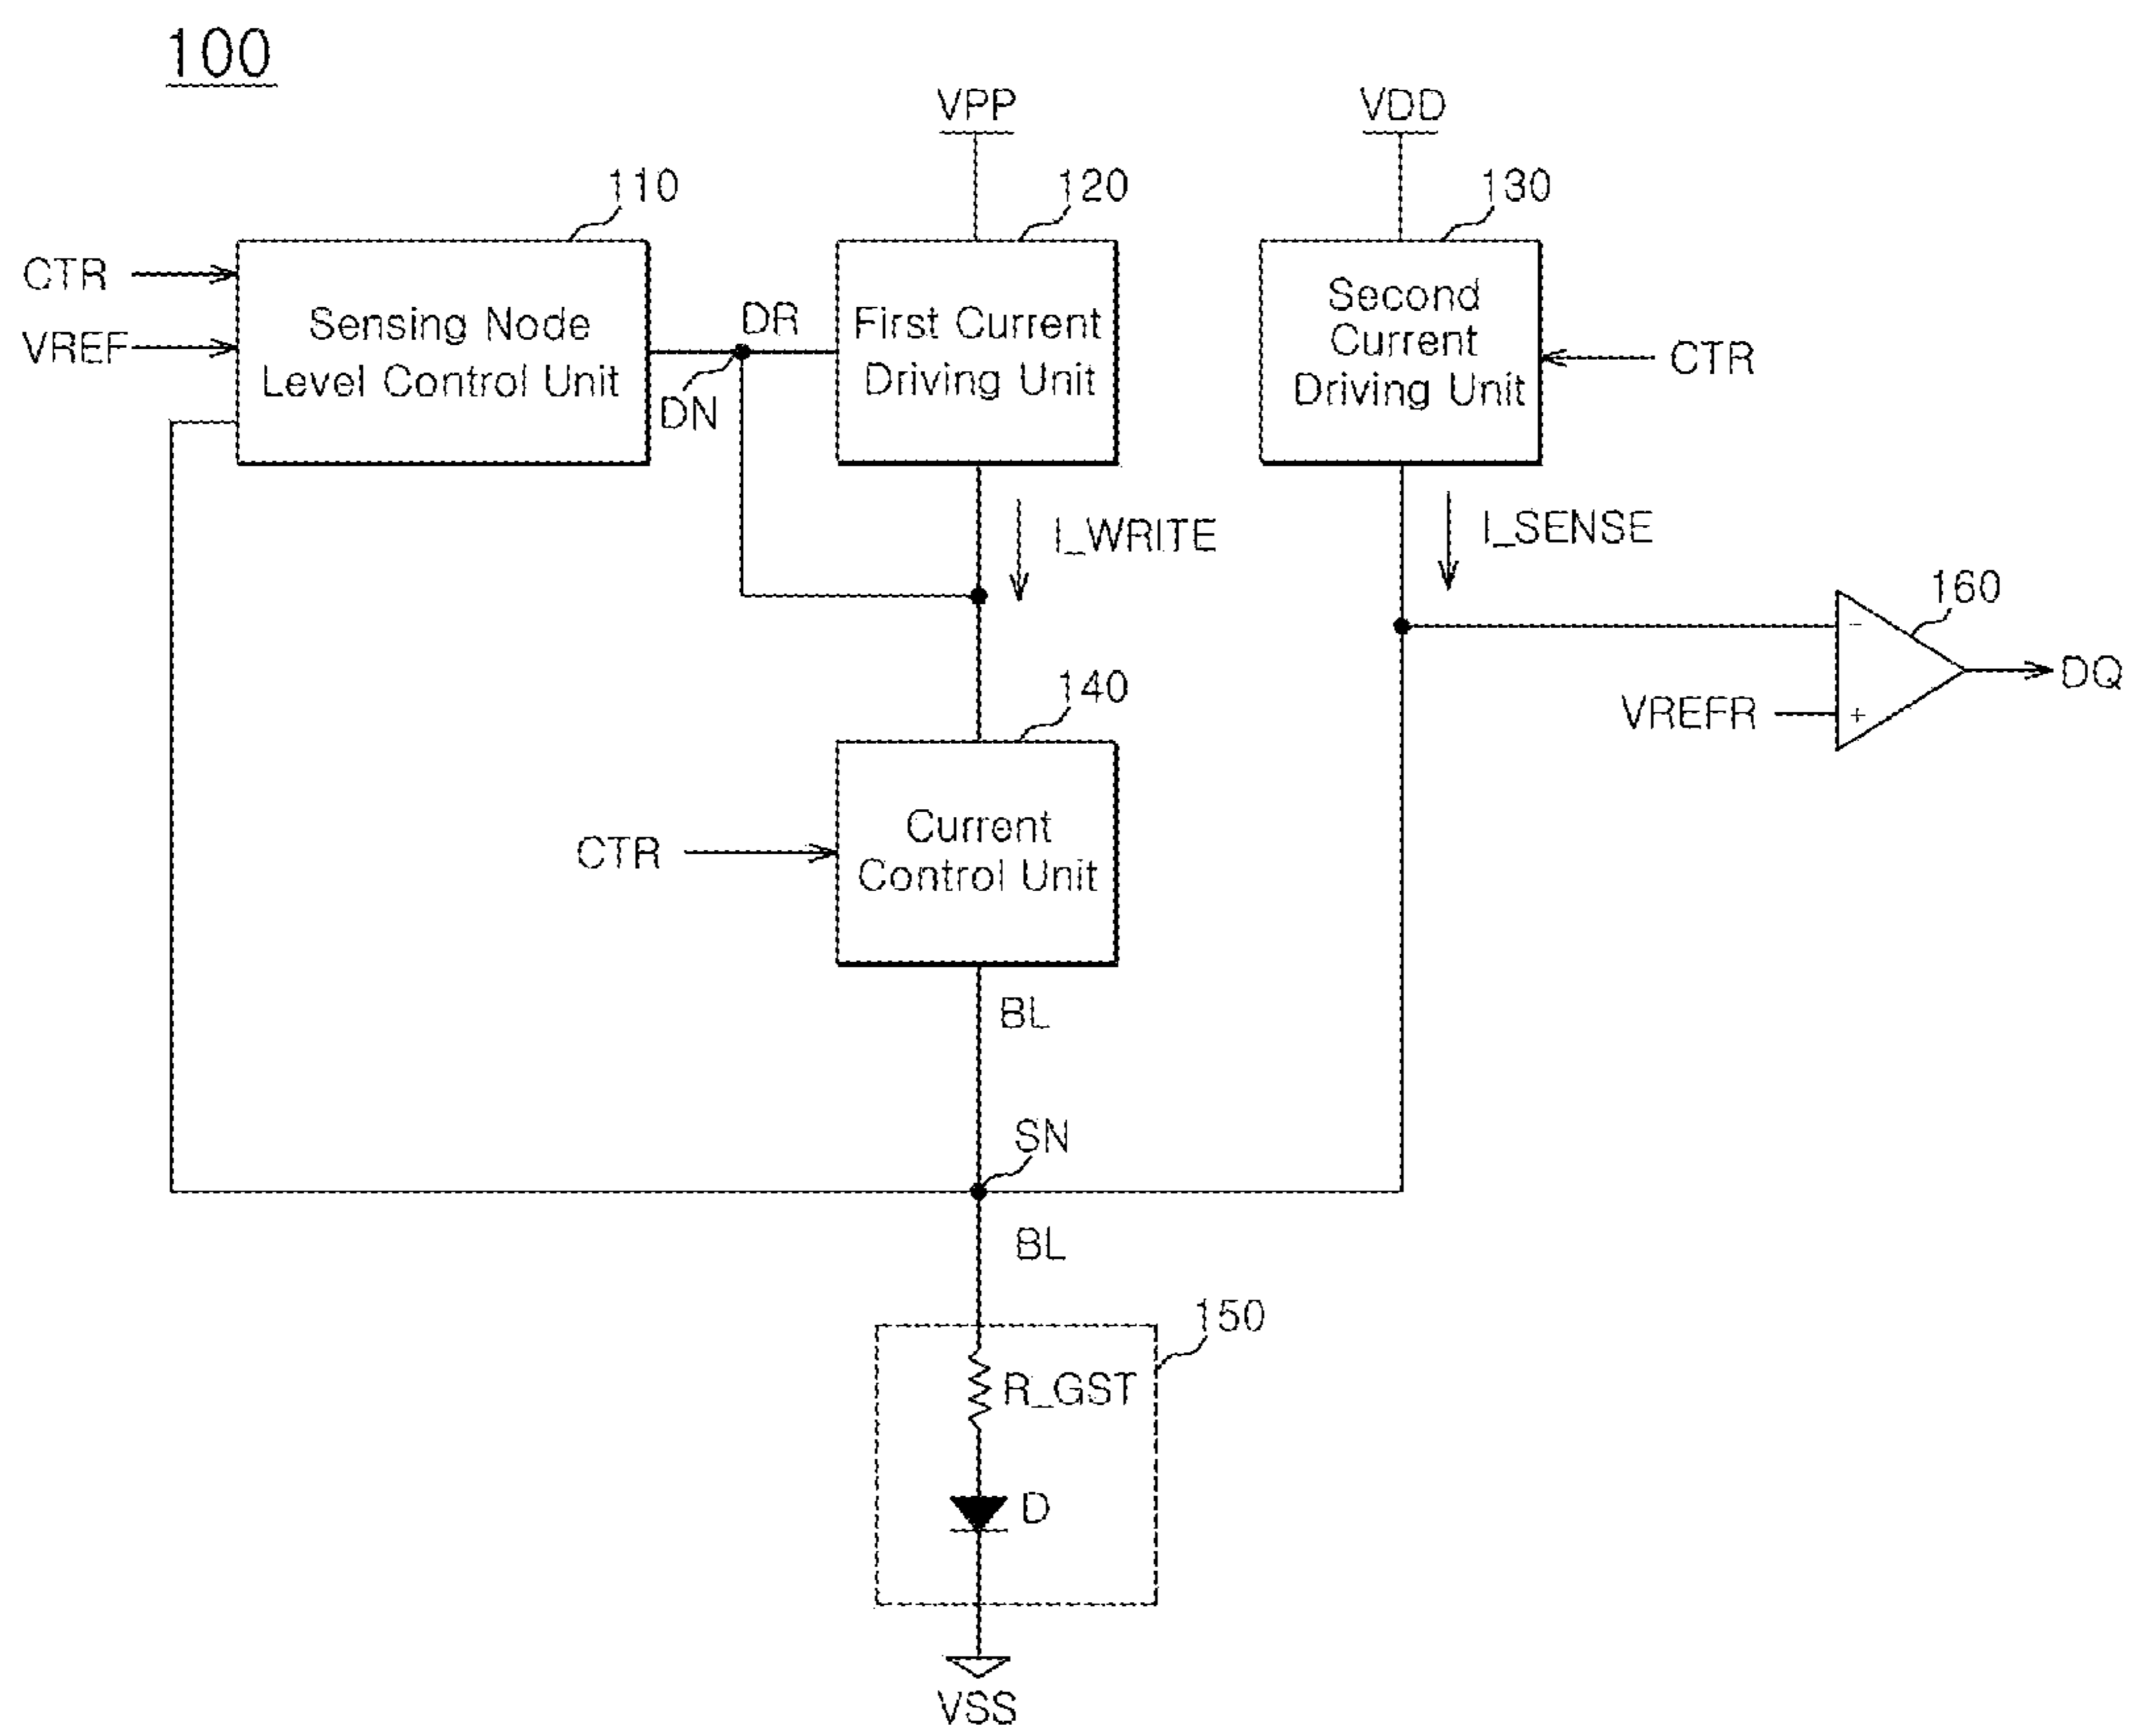 100
VPP
VDD
110
120
130
CTR
VREF
Sensing Node
Level Control Unit
DR
DN
First Current
Driving Unit
Second
Current
Driving Unit
CTR
I_WRITE
I_SENSE
160
-
VREFR
+
DQ
140
CTR
Current
Control Unit
BL
SN
BL
150
R_GST
D
VSS